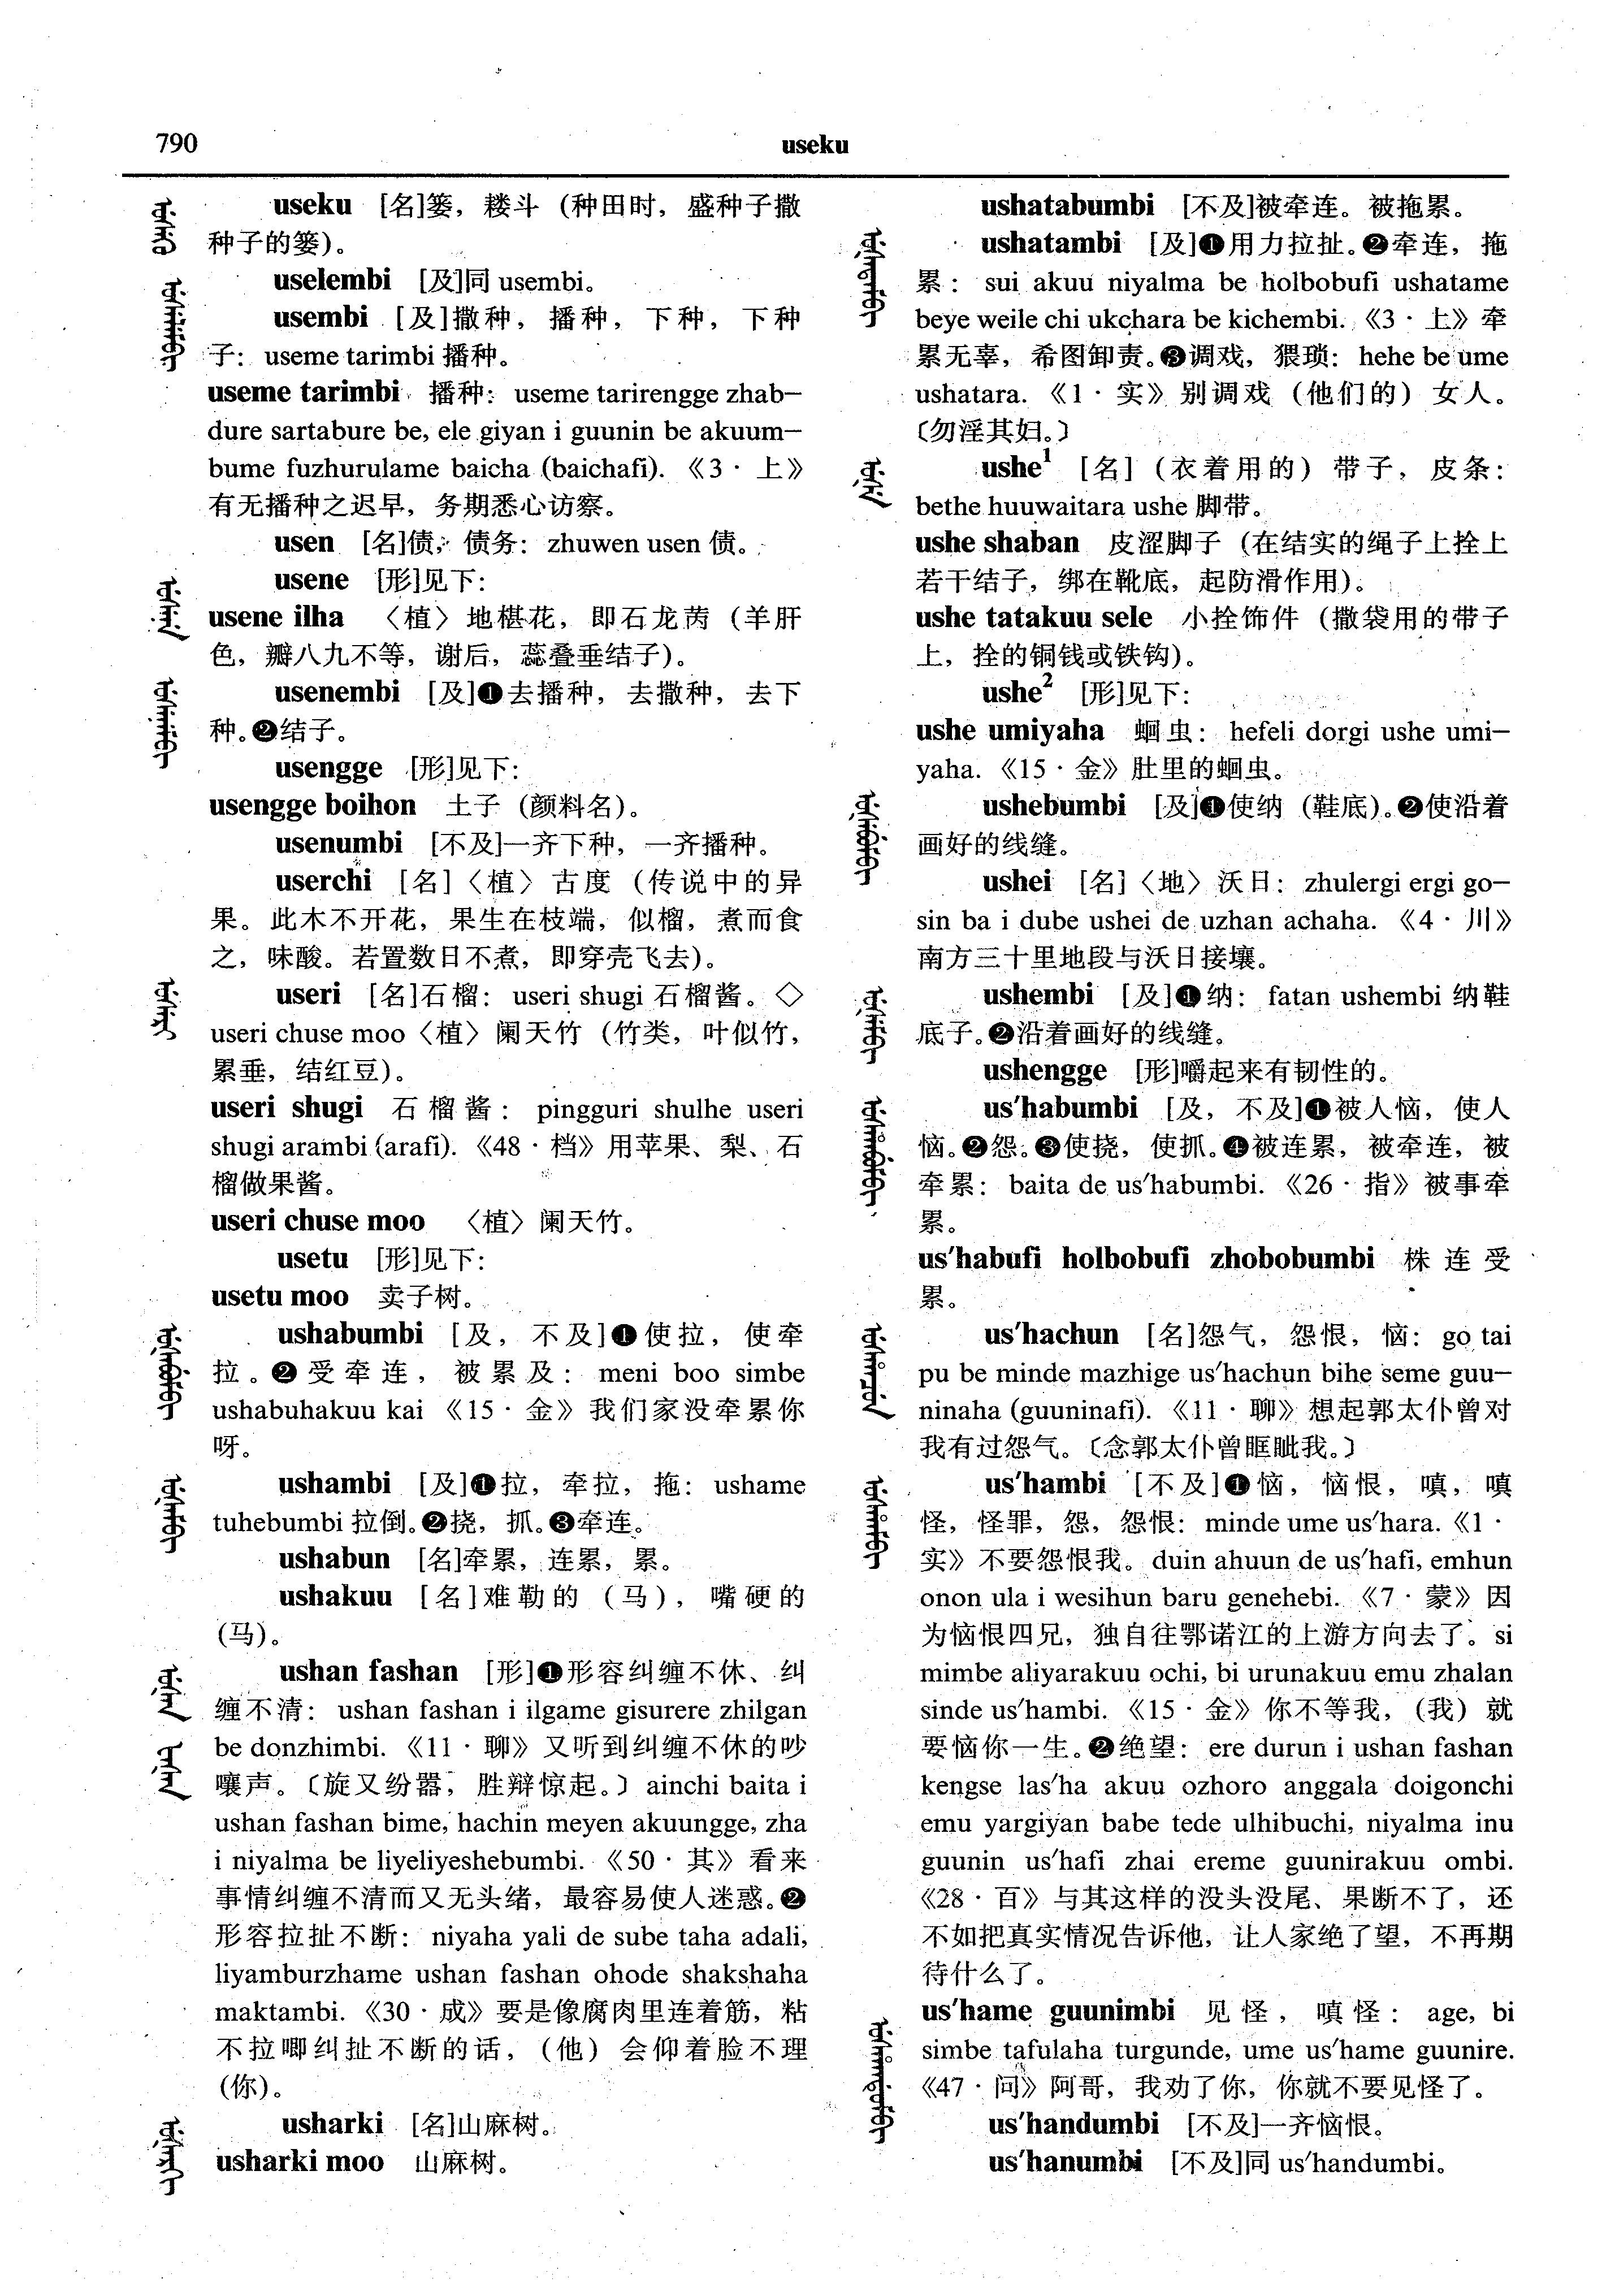 790
useku
useku [名]篓，耧斗（种田时，盛种子撒
种子的篓）。
uselembi [及]同 usembi。
usembi [及]撒种，播种，下种，下种
子：useme tarimbi 播种。
useme tarimbi 播种：useme tarirengge zhab—
dure sartabure be, ele giyan i guunin be akuum—
bume fuzhurulame baicha (baichafi).《3·上》
有无播种之迟早，务期悉心访察。
usen [名]债，债务：zhuwen usen 债。
usene [形]见下：
usene ilha 〈植〉地椹花，即石龙芮（羊肝
色，瓣八九不等，谢后，蕊叠垂结子）。
usenembi [及]❶去播种，去撒种，去下
种。❷结子。
usengge [形]见下：
usengge boihon 土子（颜料名）。
usenumbi [不及]一齐下种，一齐播种。
userchi [名]〈植〉古度（传说中的异
果。此木不开花，果生在枝端，似榴，煮而食
之，味酸。若置数日不煮，即穿壳飞去）。
useri [名]石榴：useri shugi 石榴酱。◇
useri chuse moo〈植〉阑天竹（竹类，叶似竹，
累垂，结红豆）。
useri shugi 石榴酱：pingguri shulhe useri
shugi arambi (arafi).《48·档》用苹果、梨、石
榴做果酱。
useri chuse moo 〈植〉阑天竹。
usetu [形]见下：
usetu moo 卖子树。
ushabumbi [及，不及]❶使拉，使牵
拉。❷受牵连，被累及：meni boo simbe
ushabuhakuu kai《15·金》我们家没牵累你
呀。
ushambi [及]❶拉，牵拉，拖：ushame
tuhebumbi 拉倒。❷挠，抓。❸牵连。
ushabun [名]牵累，连累，累。
ushakuu [名]难勒的（马），嘴硬的
（马）。
ushan fashan [形]❶形容纠缠不休、纠
缠不清：ushan fashan i ilgame gisurere zhilgan
be donzhimbi.《11·聊》又听到纠缠不休的吵
嚷声。〔旋又纷嚣，胜辩惊起。〕ainchi baita i
ushan fashan bime, hachin meyen akuungge, zha
i niyalma be liyeliyeshebumbi.《50·其》看来
事情纠缠不清而又无头绪，最容易使人迷惑。❷
形容拉扯不断：niyaha yali de sube taha adali,
liyamburzhame ushan fashan ohode shakshaha
maktambi.《30·成》要是像腐肉里连着筋，粘
不拉唧纠扯不断的话，（他）会仰着脸不理
（你）。
usharki [名]山麻树。
usharki moo 山麻树。
ushatabumbi [不及]被牵连。被拖累。
ushatambi [及]❶用力拉扯。❷牵连，拖
累：sui akuu niyalma be holbobufi ushatame
beye weile chi ukchara be kichembi.《3·上》牵
累无辜，希图卸责。❸调戏，猥琐：hehe be ume
ushatara.《1·实》别调戏（他们的）女人。
〔勿淫其妇。〕
ushe¹ [名]（衣着用的）带子，皮条：
bethe huuwaitara ushe 脚带。
ushe shaban 皮涩脚子（在结实的绳子上拴上
若干结子，绑在靴底，起防滑作用）。
ushe tatakuu sele 小拴饰件（撒袋用的带子
上，拴的铜钱或铁钩）。
ushe² [形]见下：
ushe umiyaha 蛔虫：hefeli dorgi ushe umi—
yaha.《15·金》肚里的蛔虫。
ushebumbi [及]❶使纳（鞋底）。❷使沿着
画好的线缝。
ushei [名]〈地〉沃日：zhulergi ergi go—
sin ba i dube ushei de uzhan achaha.《4·川》
南方三十里地段与沃日接壤。
ushembi [及]❶纳：fatan ushembi 纳鞋
底子。❷沿着画好的线缝。
ushengge [形]嚼起来有韧性的。
us′habumbi [及，不及]❶被人恼，使人
恼。❷怨。❸使挠，使抓。❹被连累，被牵连，被
牵累：baita de us′habumbi.《26·指》被事牵
累。
us′habufi holbobufi zhobobumbi 株连受
累。
us′hachun [名]怨气，怨恨，恼：go tai
pu be minde mazhige us′hachun bihe seme guu—
ninaha (guuninafi).《11·聊》想起郭太仆曾对
我有过怨气。〔念郭太仆曾眶眦我。〕
us′hambi [不及]❶恼，恼恨，嗔，嗔
怪，怪罪，怨，怨恨：minde ume us′hara.《1·
实》不要怨恨我。duin ahuun de us′hafi, emhun
onon ula i wesihun baru genehebi.《7·蒙》因
为恼恨四兄，独自往鄂诺江的上游方向去了。si
mimbe aliyarakuu ochi, bi urunakuu emu zhalan
sinde us′hambi.《15·金》你不等我，（我）就
要恼你一生。❷绝望：ere durun i ushan fashan
kengse las′ha akuu ozhoro anggala doigonchi
emu yargiyan babe tede ulhibuchi, niyalma inu
guunin us′hafi zhai ereme guunirakuu ombi.
《28·百》与其这样的没头没尾、果断不了，还
不如把真实情况告诉他，让人家绝了望，不再期
待什么了。
us′hame guunimbi 见怪，嗔怪：age, bi
simbe tafulaha turgunde, ume us′hame guunire.
《47·问》阿哥，我劝了你，你就不要见怪了。
us′handumbi [不及]一齐恼恨。
us′hanumbi [不及]同 us′handumbi。